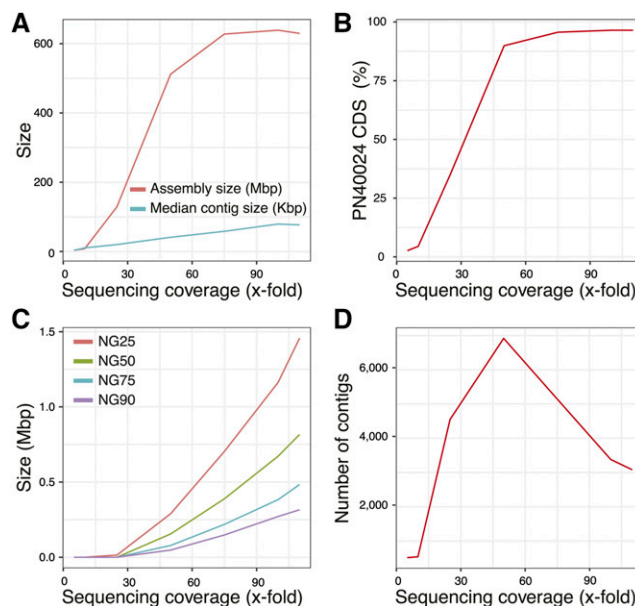 A
600
400
200
0
Size
Assembly size (Mbp)
Median contig size (Kbp)
0 30 60 90
Sequencing coverage (x-fold)
B
100
75
50
25
0
PN40024 CDS (%)
0 30 60 90
Sequencing coverage (x-fold)
C
1.5
1.0
0.5
0.0
Size (Mbp)
NG25
NG50
NG75
NG90
0 30 60 90
Sequencing coverage (x-fold)
D
6,000
4,000
2,000
Number of contigs
0 30 60 90
Sequencing coverage (x-fold)